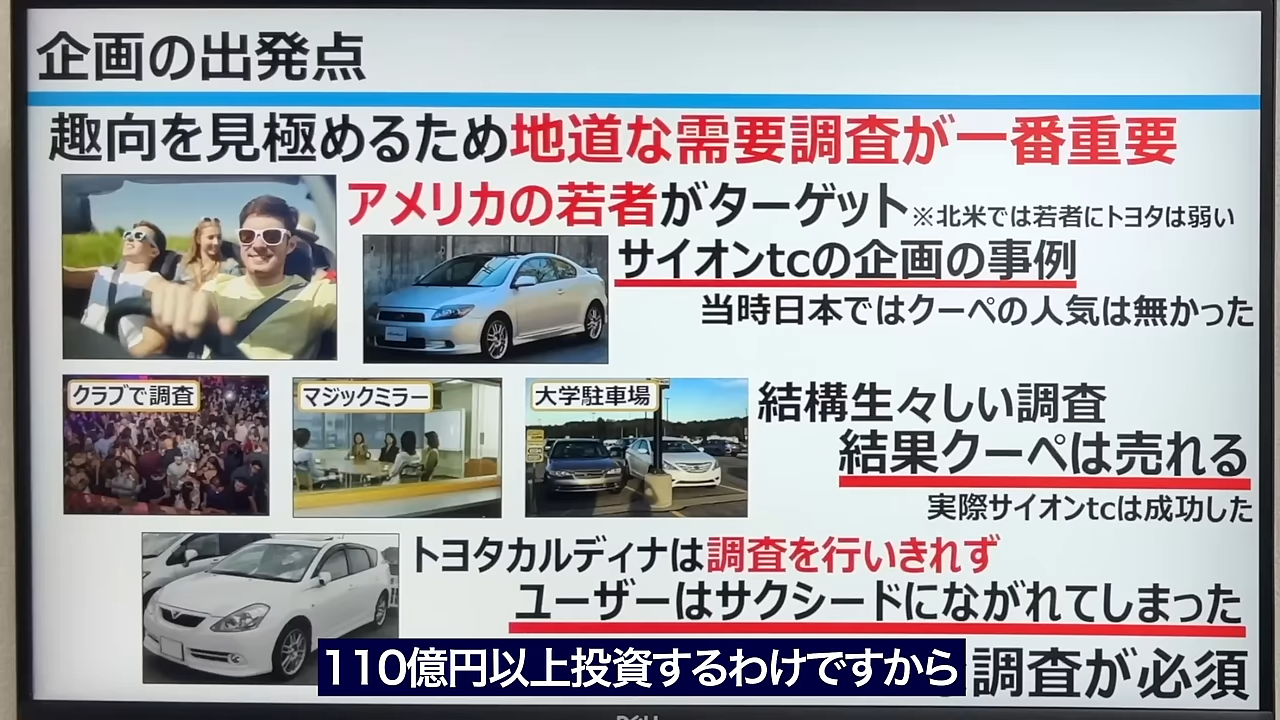 企画の出発点
趣向を見極めるため地道な需要調査が一番重要
アメリカの若者がターゲット※北米では若者にトヨタは弱い
サイオンtcの企画の事例
当時日本ではクーペの人気は無かった
クラブで調査
マジックミラー
大学駐車場
結構生々しい調査
結果クーペは売れる
実際サイオンtcは成功した
トヨタカルディナは調査を行いきれず
ユーザーはサクシードにながれてしまった
110億円以上投資するわけですから
調査が必須